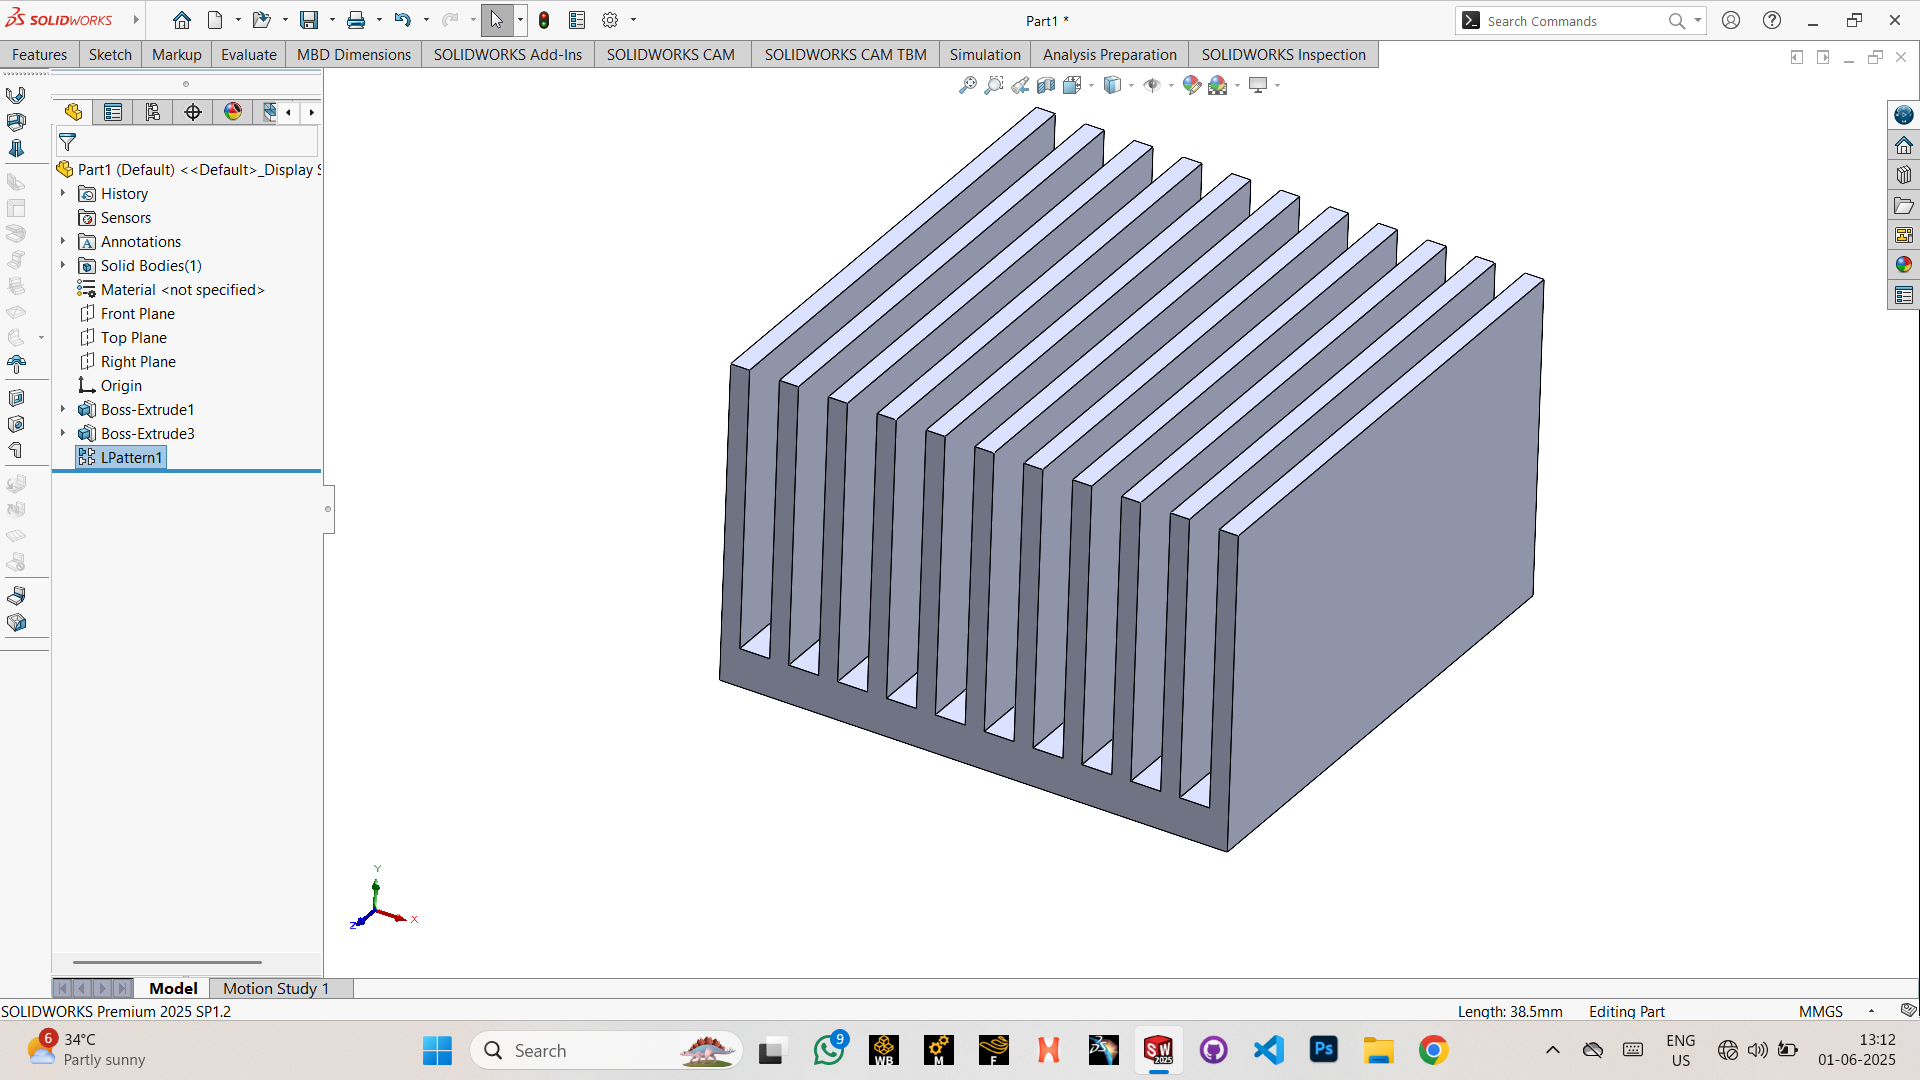 SOLIDWORKS
Part1 *
Search Commands
Features
Sketch
Markup
Evaluate
MBD Dimensions
SOLIDWORKS Add-Ins
SOLIDWORKS CAM
SOLIDWORKS CAM TBM
Simulation
Analysis Preparation
SOLIDWORKS Inspection
Part1 (Default) <<Default>_Display S
History
Sensors
A
Annotations
Solid Bodies(1)
Material <not specified>
Front Plane
Top Plane
Right Plane
Origin
Boss-Extrude1
Boss-Extrude3
LPattern1
Y
X
Z
Model
Motion Study 1
SOLIDWORKS Premium 2025 SP1.2
Length: 38.5mm
Editing Part
MMGS
6
34°C
Partly sunny
Search
9
WB
M
F
SW
2025
Ps
ENG
US
13:12
01-06-2025